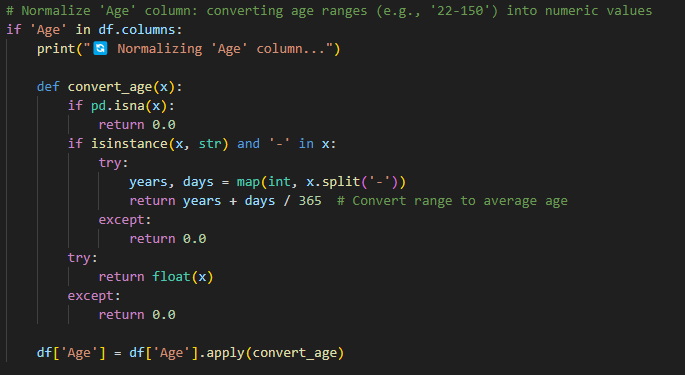 # Normalize 'Age' column: converting age ranges (e.g., '22-150') into numeric values
if 'Age' in df.columns:
    print("🔄 Normalizing 'Age' column...")

    def convert_age(x):
        if pd.isna(x):
            return 0.0
        if isinstance(x, str) and '-' in x:
            try:
                years, days = map(int, x.split('-'))
                return years + days / 365  # Convert range to average age
            except:
                return 0.0
        try:
            return float(x)
        except:
            return 0.0

    df['Age'] = df['Age'].apply(convert_age)